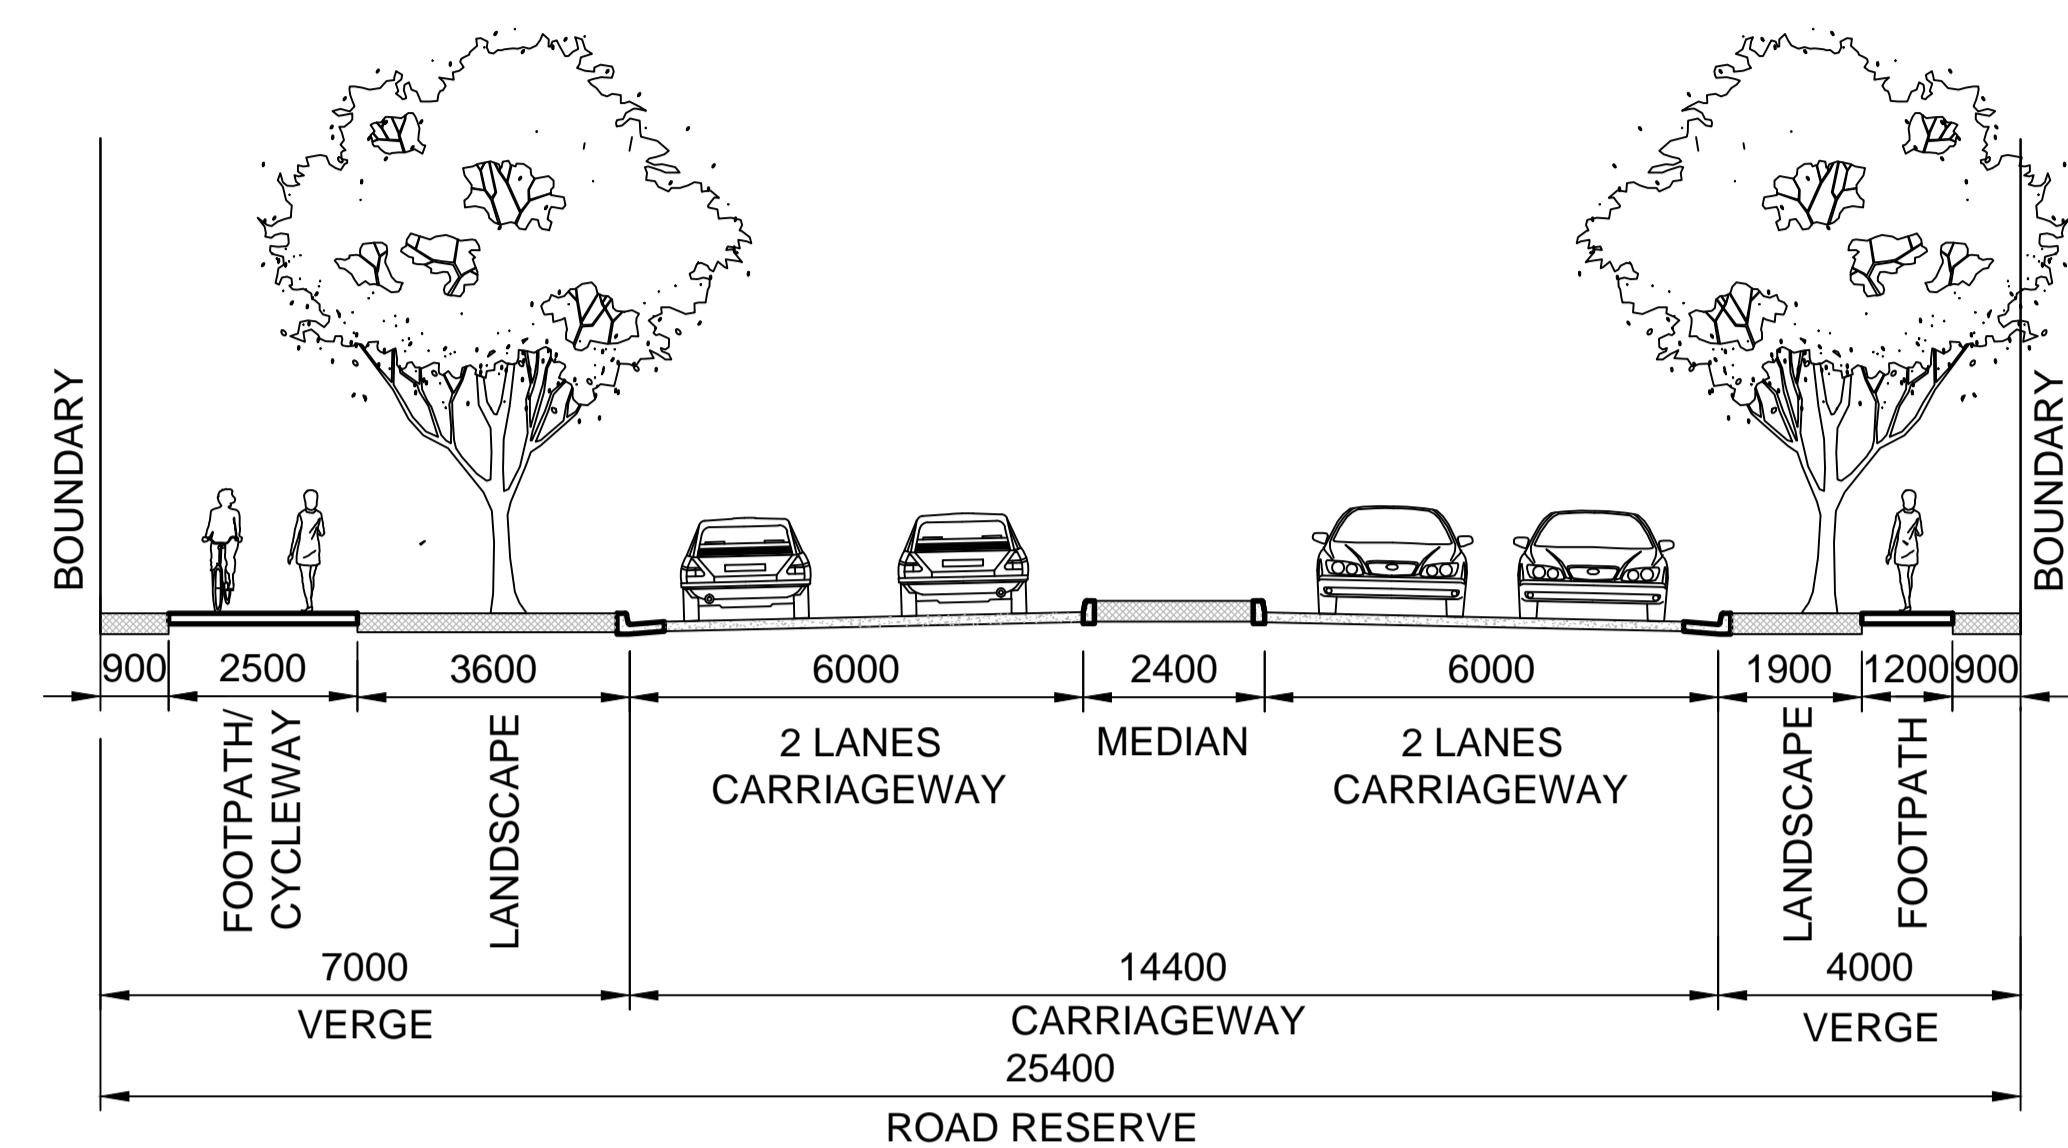 BOUNDARY
BOUNDARY
900 2500 3600 6000 2400 6000 1900 1200 900
FOOTPATH/
CYCLEWAY
LANDSCAPE
2 LANES
CARRIAGEWAY
MEDIAN
2 LANES
CARRIAGEWAY
LANDSCAPE
FOOTPATH
7000 14400 4000
VERGE CARRIAGEWAY VERGE
25400
ROAD RESERVE